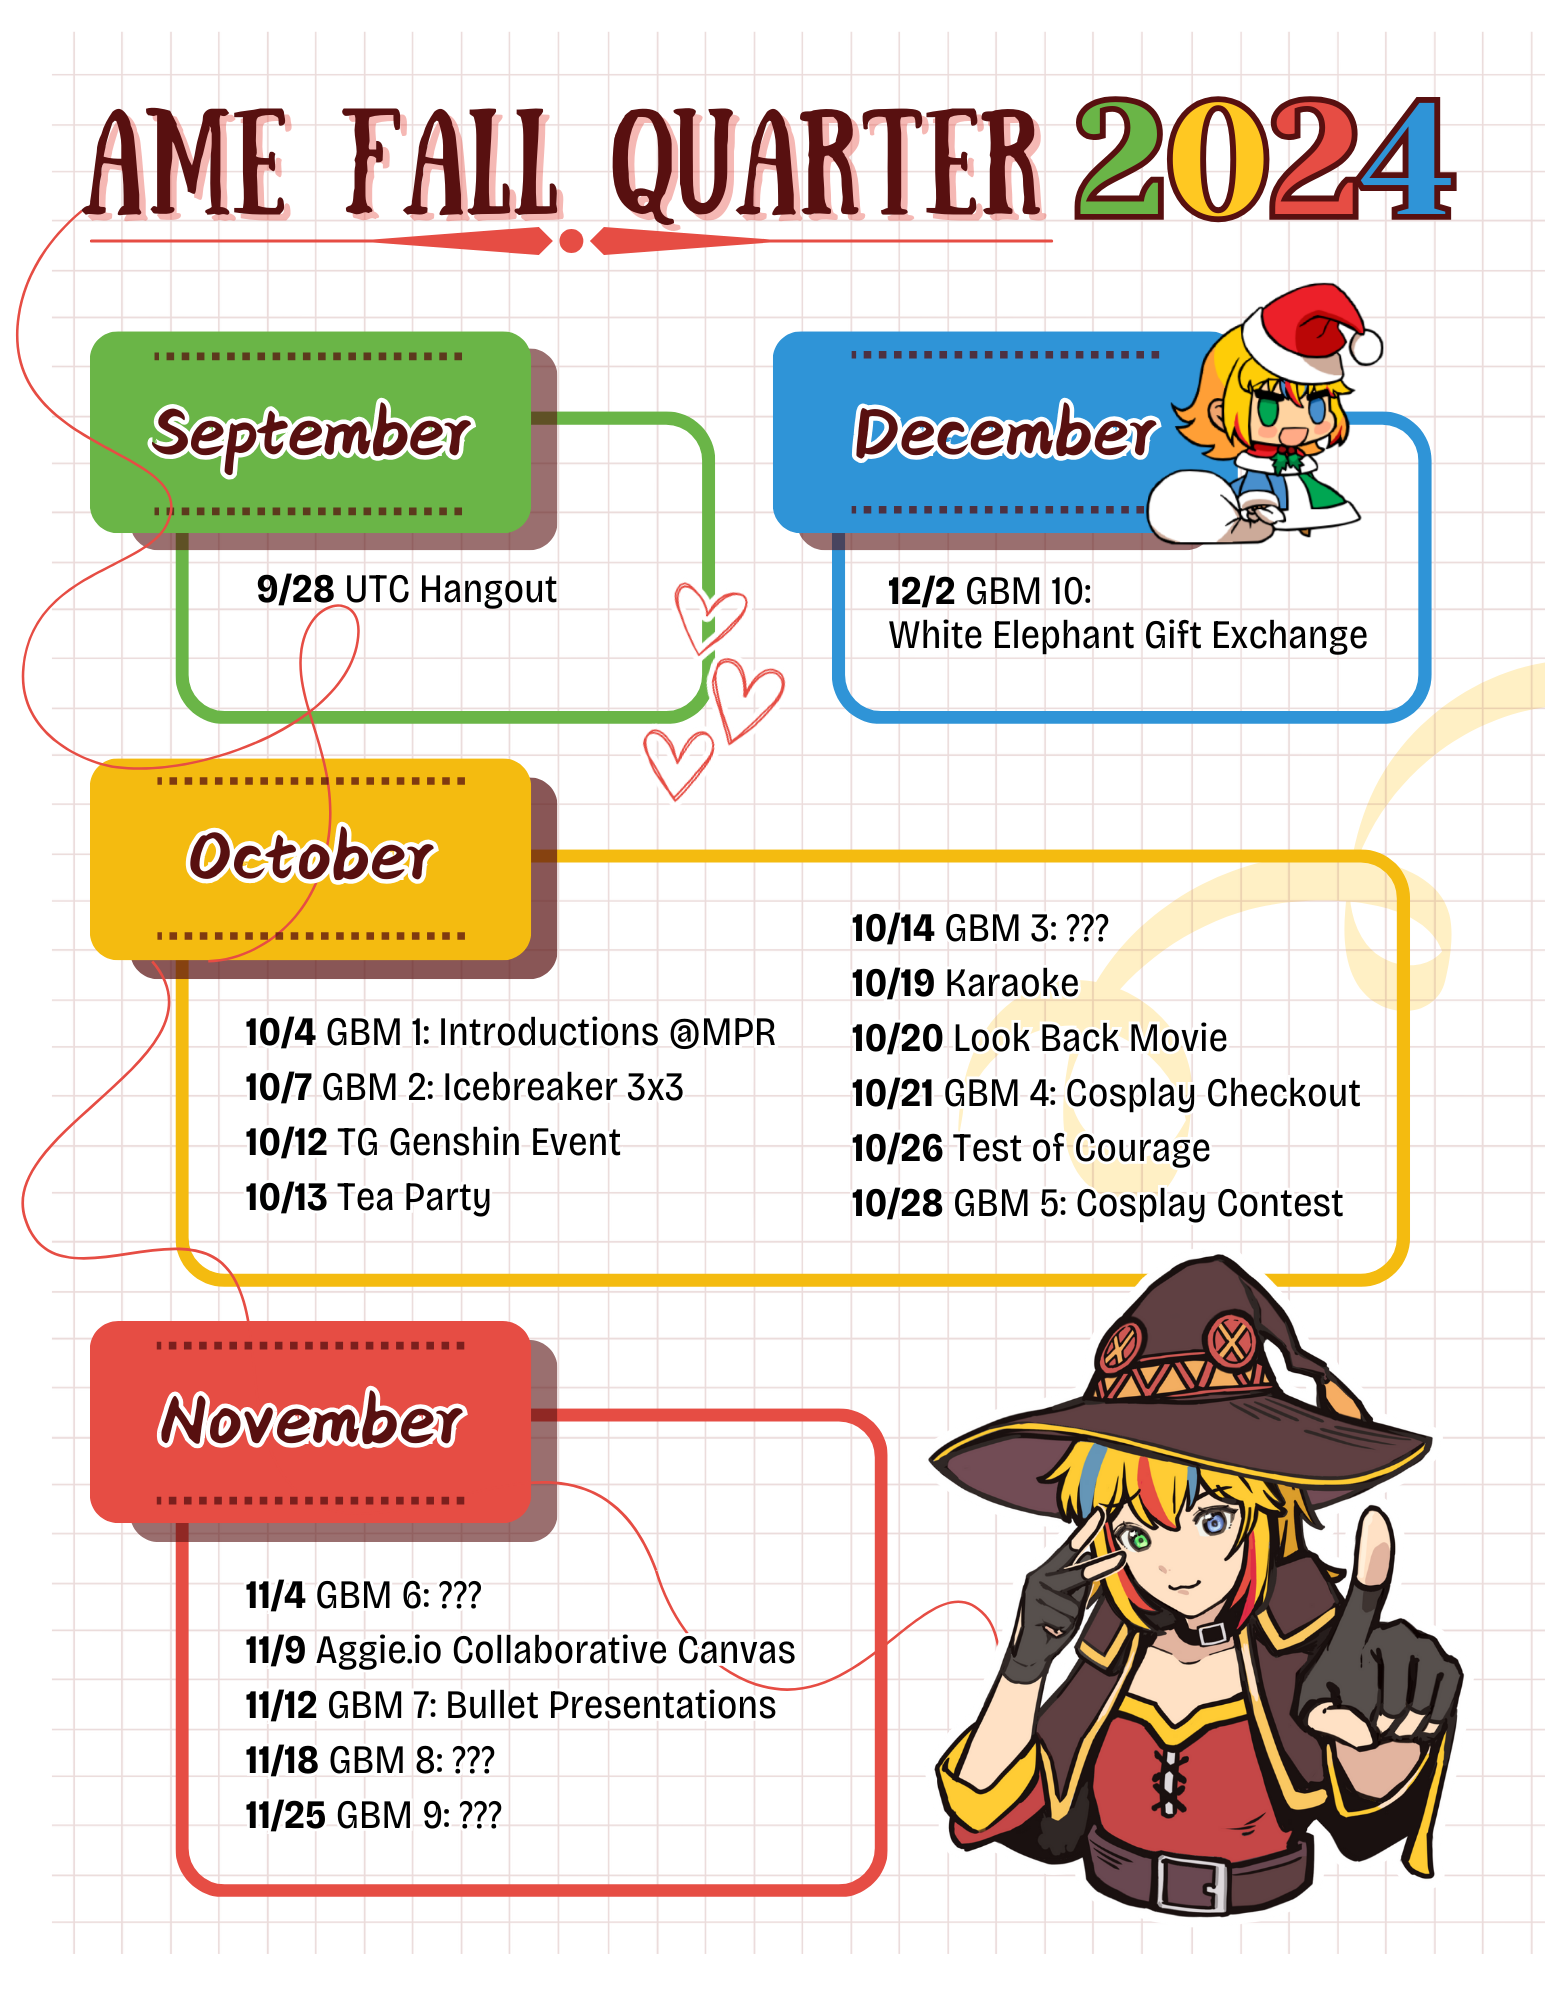 AME FALL QUARTER 2024
September
9/28 UTC Hangout
December
12/2 GBM 10:
White Elephant Gift Exchange
October
10/4 GBM 1: Introductions @MPR
10/7 GBM 2: Icebreaker 3x3
10/12 TG Genshin Event
10/13 Tea Party
10/14 GBM 3: ???
10/19 Karaoke
10/20 Look Back Movie
10/21 GBM 4: Cosplay Checkout
10/26 Test of Courage
10/28 GBM 5: Cosplay Contest
November
11/4 GBM 6: ???
11/9 Aggie.io Collaborative Canvas
11/12 GBM 7: Bullet Presentations
11/18 GBM 8: ???
11/25 GBM 9: ???